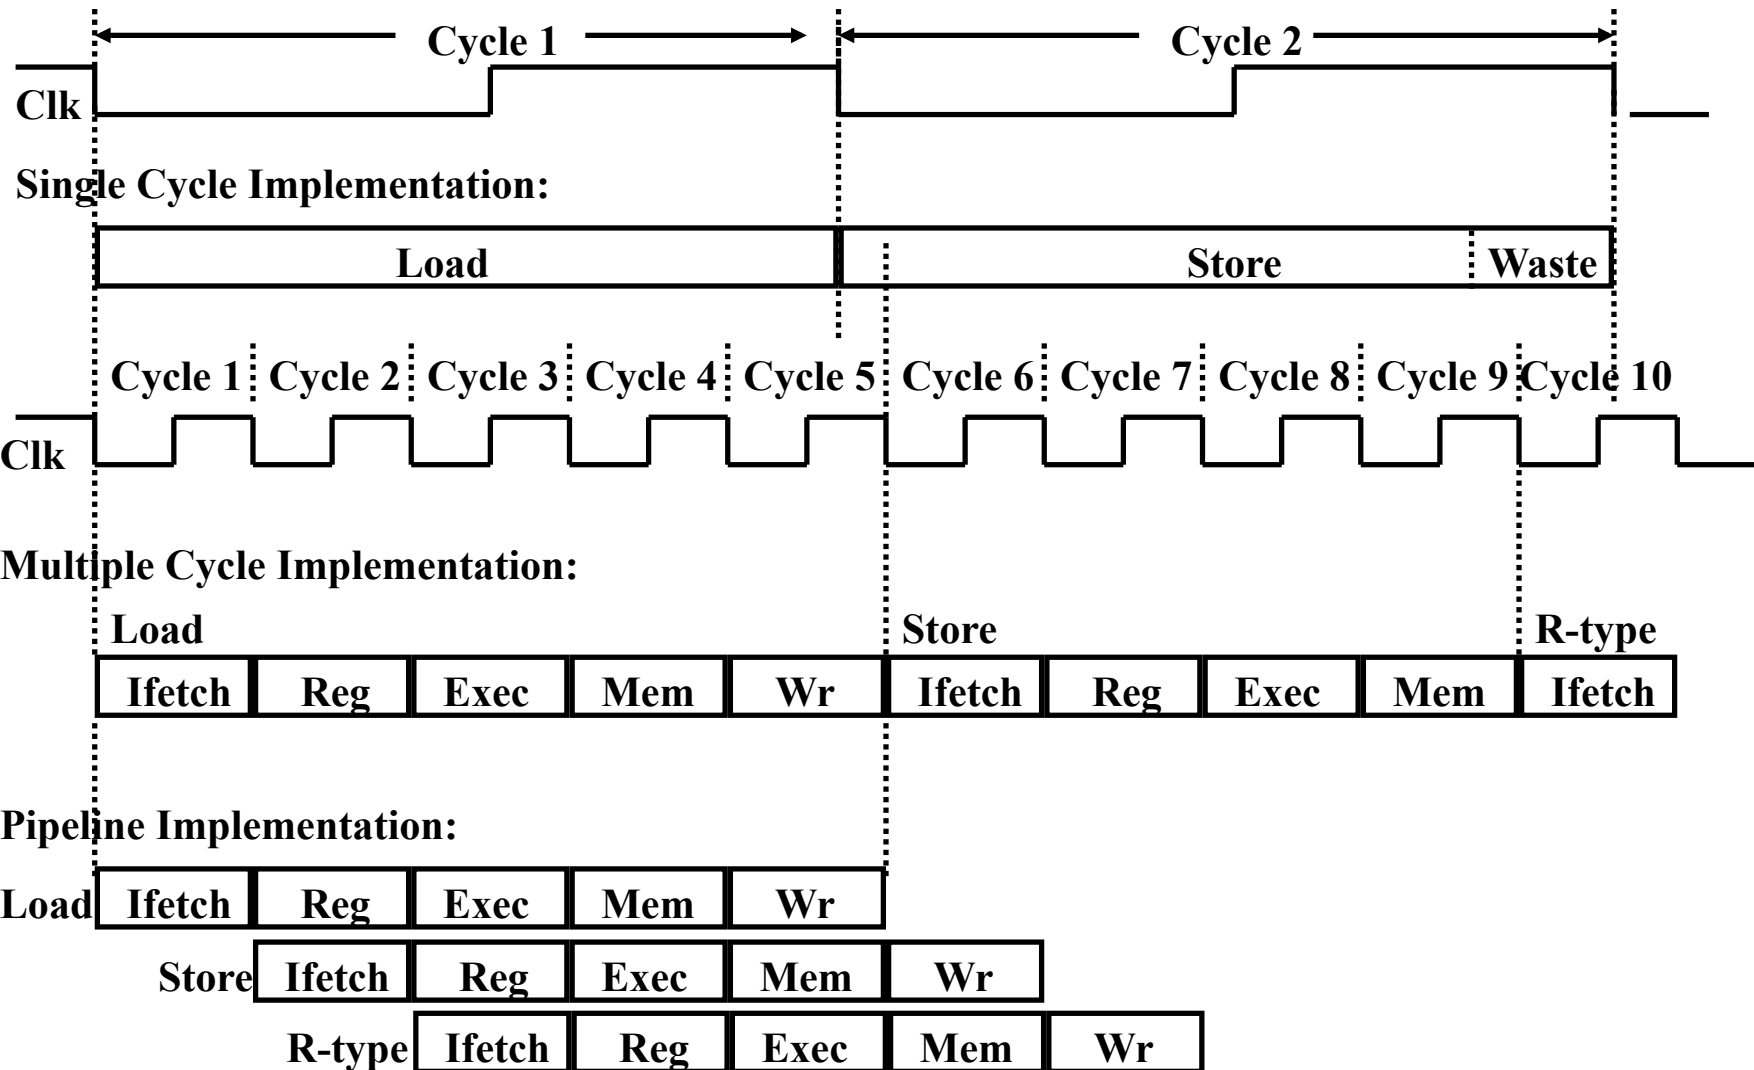 Cycle 1 Cycle 2
Clk
Single Cycle Implementation:
Load Store Waste
Cycle 1 Cycle 2 Cycle 3 Cycle 4 Cycle 5 Cycle 6 Cycle 7 Cycle 8 Cycle 9 Cycle 10
Clk
Multiple Cycle Implementation:
Load Store R-type
Ifetch Reg Exec Mem Wr Ifetch Reg Exec Mem Ifetch
Pipeline Implementation:
Load Ifetch Reg Exec Mem Wr
Store Ifetch Reg Exec Mem Wr
R-type Ifetch Reg Exec Mem Wr